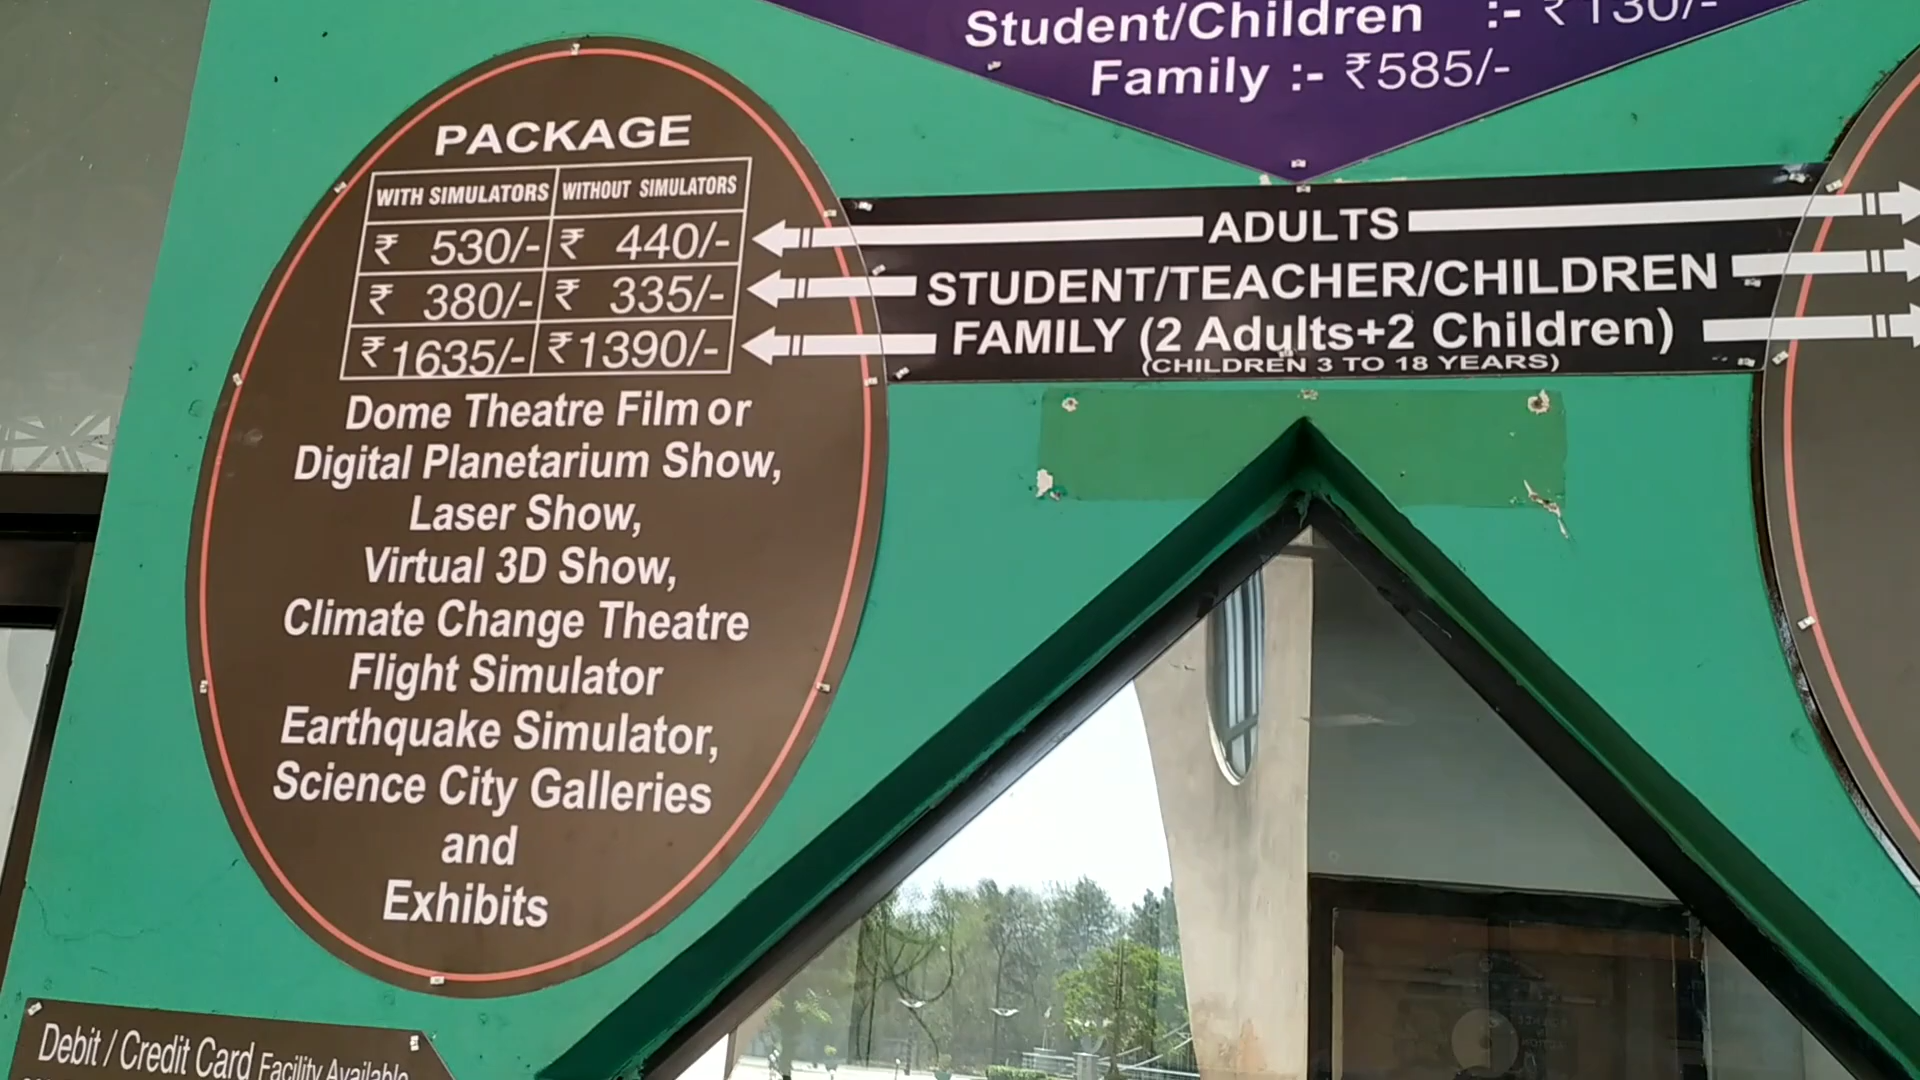 Student/Children :- ₹130/-
Family :- ₹585/-
PACKAGE
WITH SIMULATORS WITHOUT SIMULATORS
₹ 530/- ₹ 440/-
₹ 380/- ₹ 335/-
₹1635/- ₹1390/-
ADULTS
STUDENT/TEACHER/CHILDREN
FAMILY (2 Adults+2 Children)
(CHILDREN 3 TO 18 YEARS)
Dome Theatre Film or
Digital Planetarium Show,
Laser Show,
Virtual 3D Show,
Climate Change Theatre
Flight Simulator
Earthquake Simulator,
Science City Galleries
and
Exhibits
Debit / Credit Card Facility Available